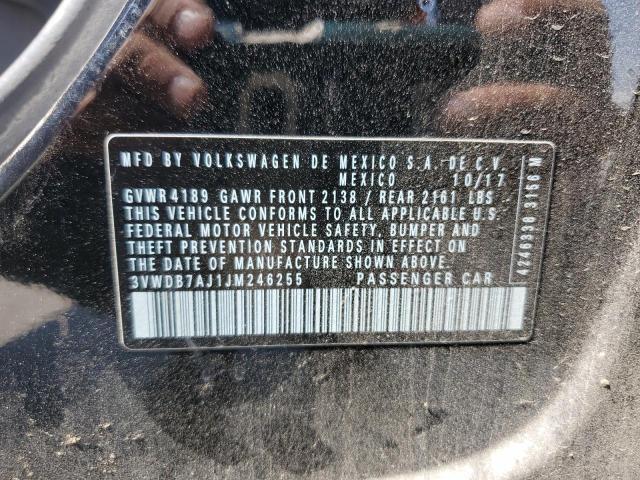 MFD BY VOLKSWAGEN DE MEXICO S.A. DE C.V.
MEXICO 10/17
GVWR 4189 GAWR FRONT 2138 / REAR 2161 LBS
THIS VEHICLE CONFORMS TO ALL APPLICABLE U.S.
FEDERAL MOTOR VEHICLE SAFETY, BUMPER AND
THEFT PREVENTION STANDARDS IN EFFECT ON
THE DATE OF MANUFACTURE SHOWN ABOVE.
3VWDB7AJ1JM246255 PASSENGER CAR
4246330 3156 M